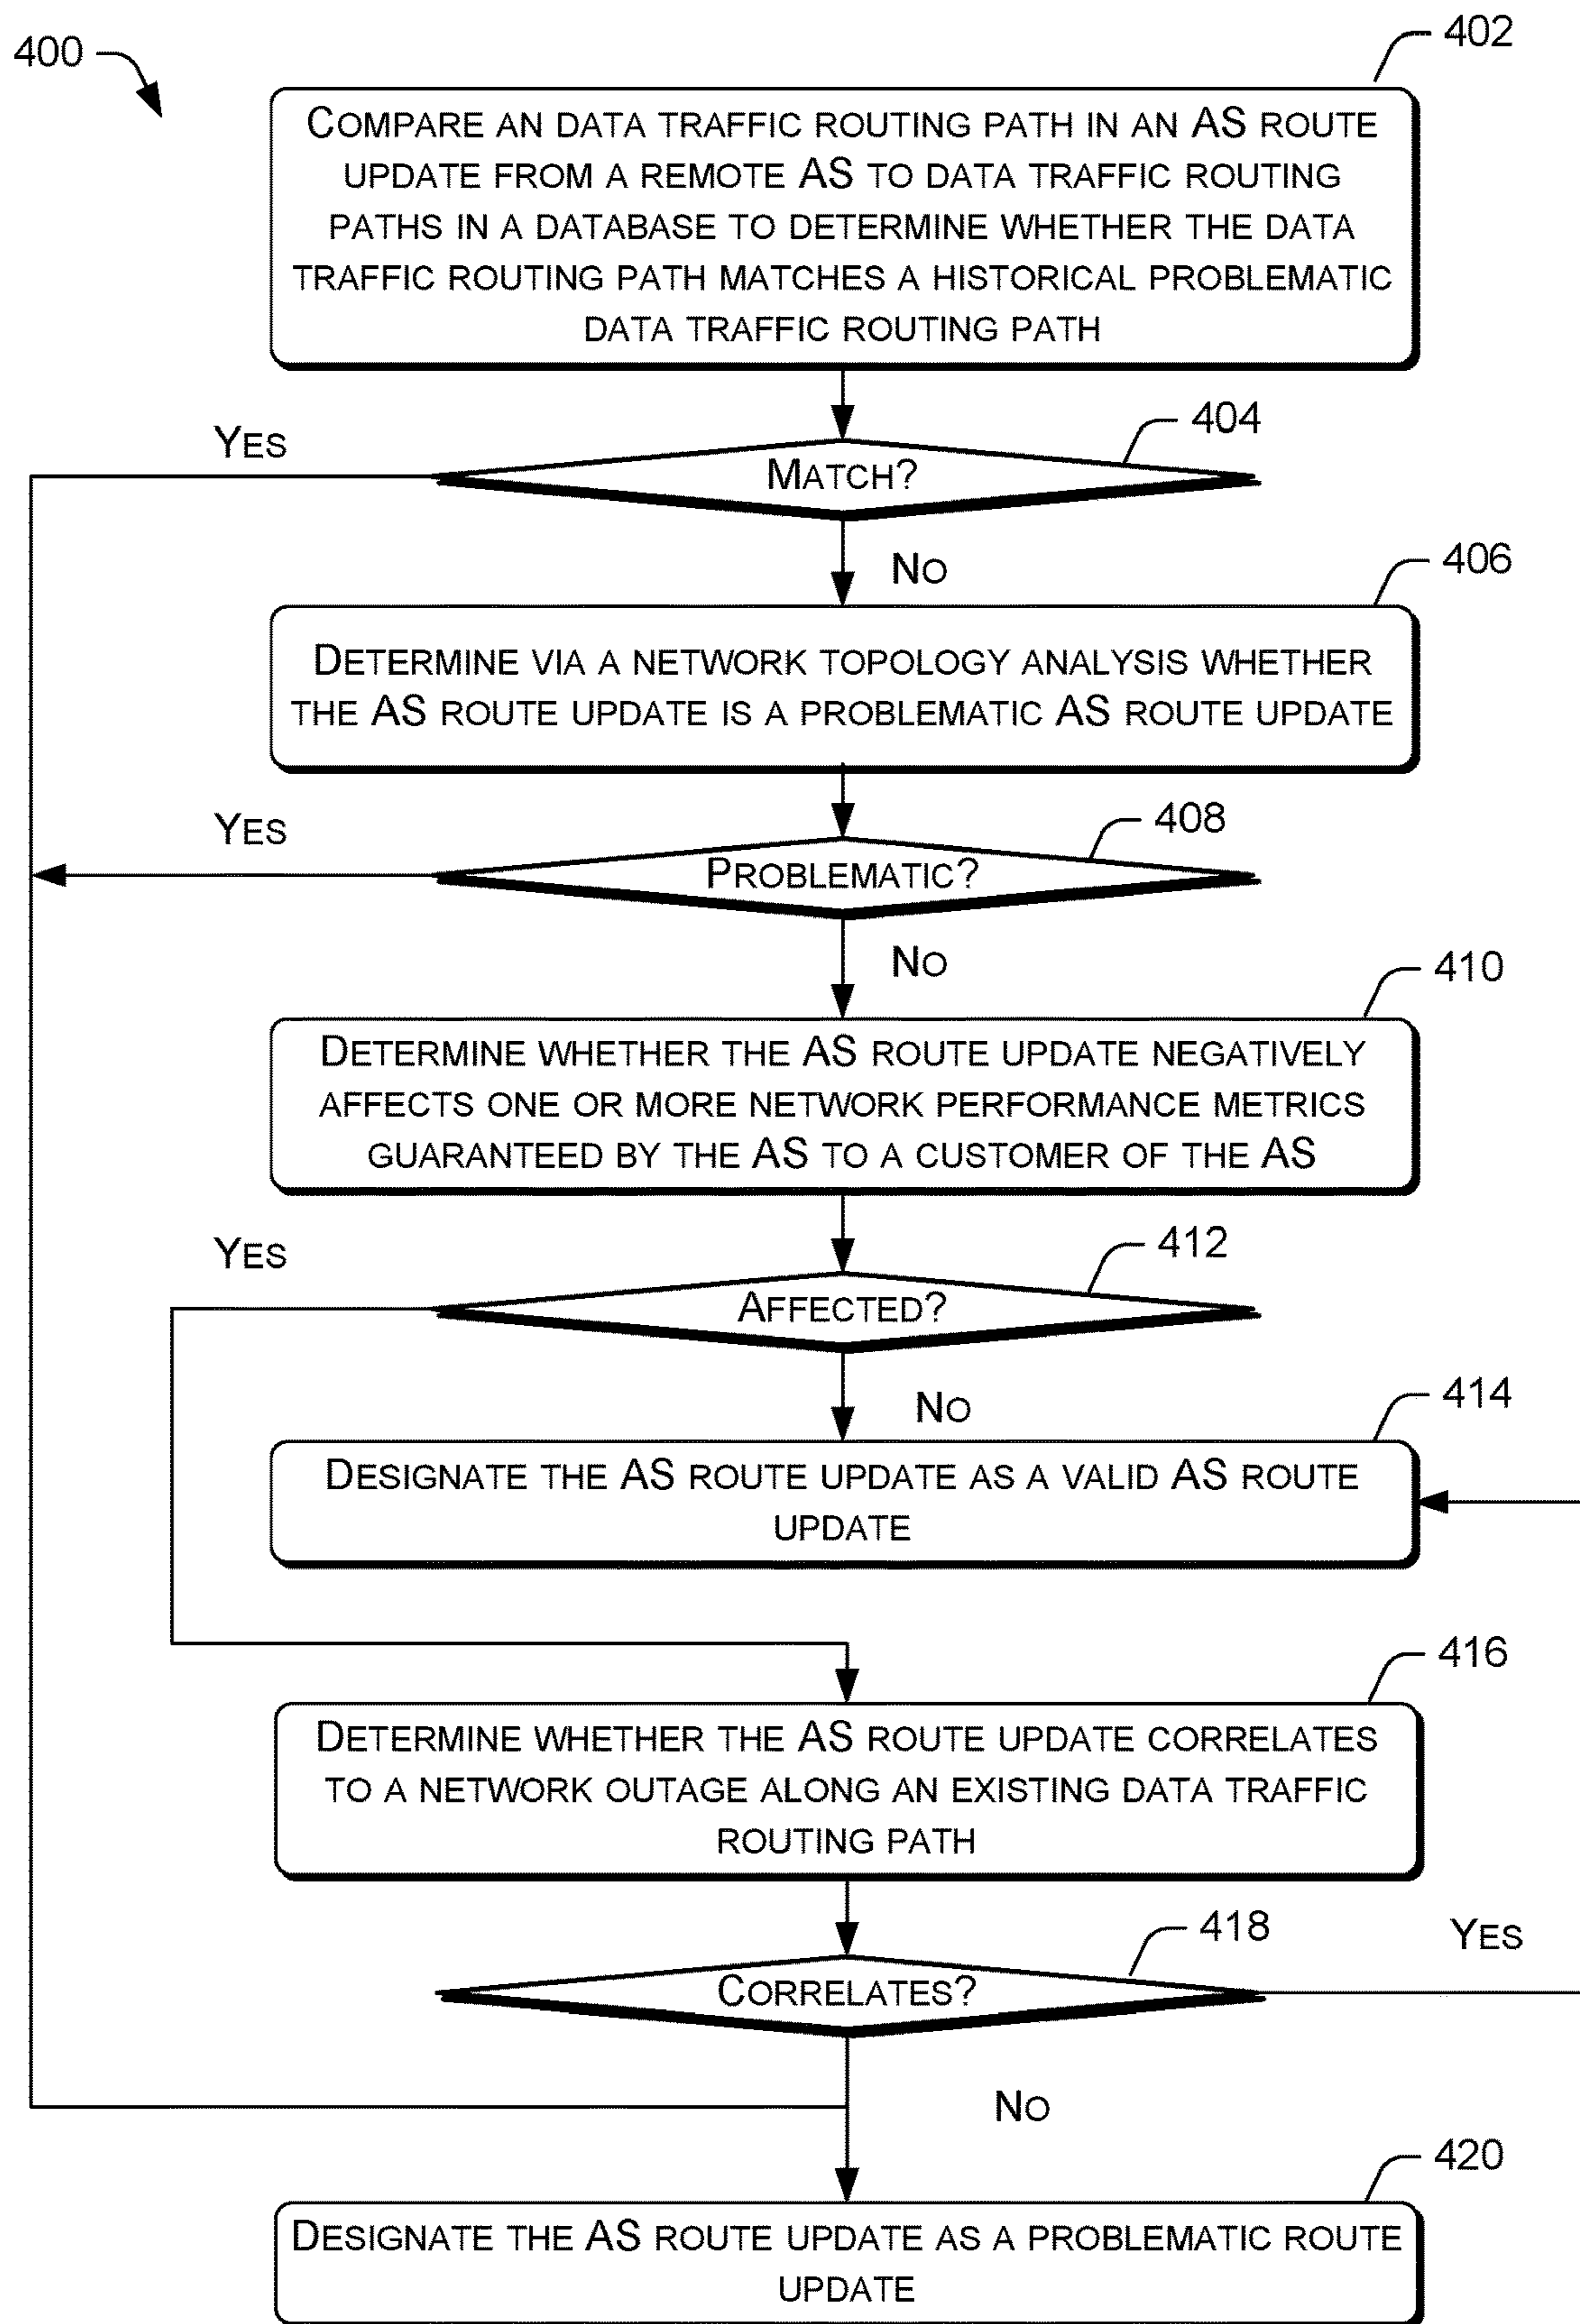 400
402
COMPARE AN DATA TRAFFIC ROUTING PATH IN AN AS ROUTE
UPDATE FROM A REMOTE AS TO DATA TRAFFIC ROUTING
PATHS IN A DATABASE TO DETERMINE WHETHER THE DATA
TRAFFIC ROUTING PATH MATCHES A HISTORICAL PROBLEMATIC
DATA TRAFFIC ROUTING PATH
404
YES
MATCH?
NO
406
DETERMINE VIA A NETWORK TOPOLOGY ANALYSIS WHETHER
THE AS ROUTE UPDATE IS A PROBLEMATIC AS ROUTE UPDATE
408
YES
PROBLEMATIC?
NO
410
DETERMINE WHETHER THE AS ROUTE UPDATE NEGATIVELY
AFFECTS ONE OR MORE NETWORK PERFORMANCE METRICS
GUARANTEED BY THE AS TO A CUSTOMER OF THE AS
412
YES
AFFECTED?
NO
414
DESIGNATE THE AS ROUTE UPDATE AS A VALID AS ROUTE
UPDATE
416
DETERMINE WHETHER THE AS ROUTE UPDATE CORRELATES
TO A NETWORK OUTAGE ALONG AN EXISTING DATA TRAFFIC
ROUTING PATH
418
YES
CORRELATES?
NO
420
DESIGNATE THE AS ROUTE UPDATE AS A PROBLEMATIC ROUTE
UPDATE